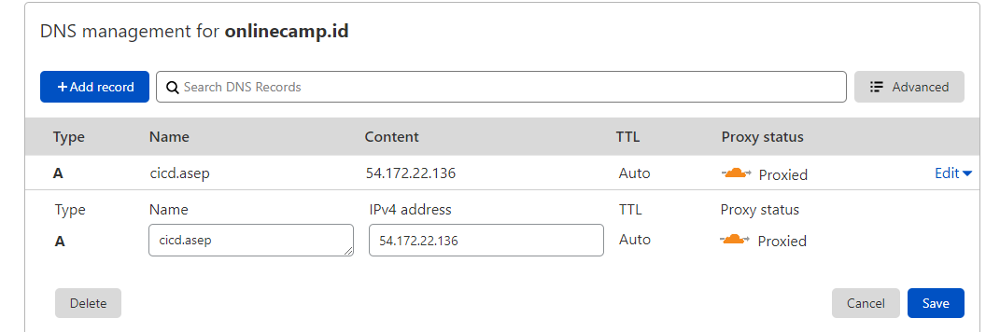 DNS management for onlinecamp.id
+ Add record Search DNS Records Advanced
Type Name Content TTL Proxy status
A cicd.asep 54.172.22.136 Auto Proxied Edit
Type Name IPv4 address TTL Proxy status
A cicd.asep 54.172.22.136 Auto Proxied
Delete Cancel Save